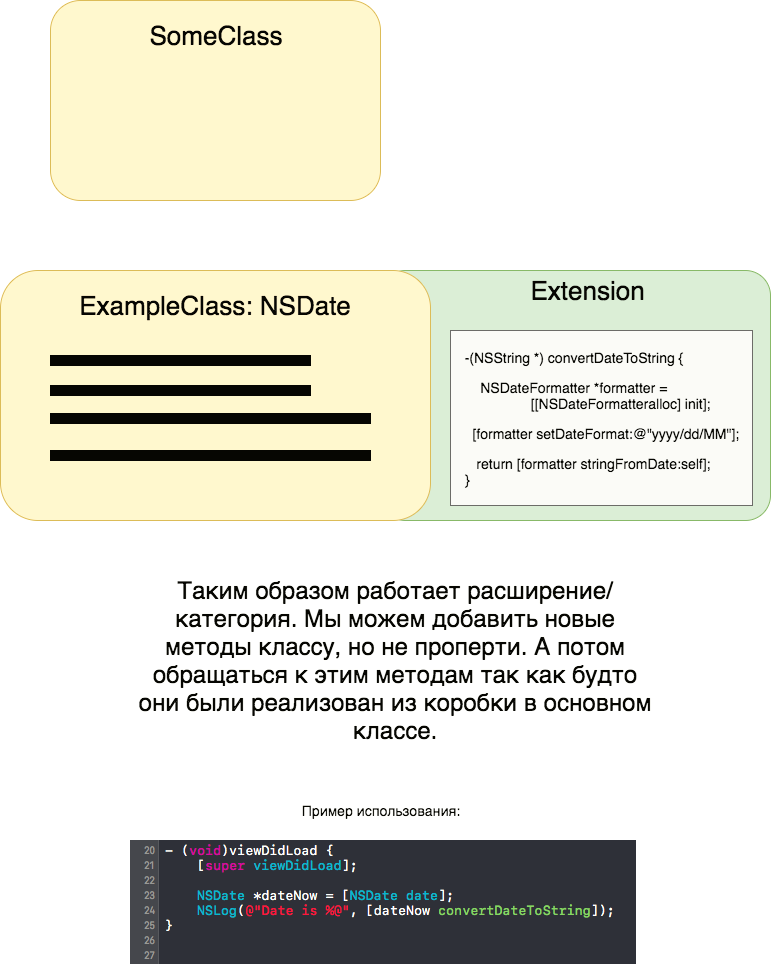 SomeClass
ExampleClass: NSDate
Extension
-(NSString *) convertDateToString {
NSDateFormatter *formatter =
[[NSDateFormatteralloc] init];
[formatter setDateFormat:@"yyyy/dd/MM"];
return [formatter stringFromDate:self];
}
Таким образом работает расширение/
категория. Мы можем добавить новые
методы классу, но не проперти. А потом
обращаться к этим методам так как будто
они были реализован из коробки в основном
классе.
Пример использования:
20 - (void)viewDidLoad {
21 [super viewDidLoad];
22
23 NSDate *dateNow = [NSDate date];
24 NSLog(@"Date is %@", [dateNow convertDateToString]);
25 }
26
27